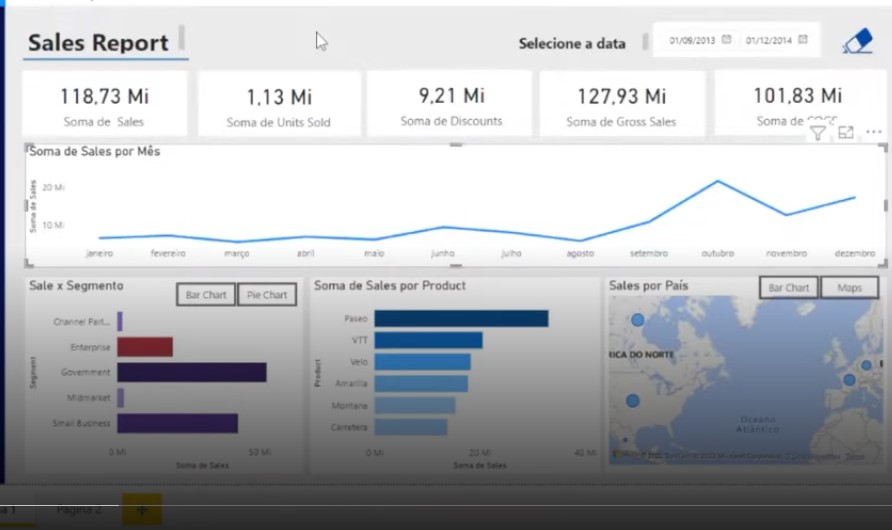 Sales Report
Selecione a data
01/09/2013
01/12/2014
118,73 Mi
Soma de Sales
1,13 Mi
Soma de Units Sold
9,21 Mi
Soma de Discounts
127,93 Mi
Soma de Gross Sales
101,83 Mi
Soma de
Soma de Sales por Mês
Soma de Sales
20 Mi
10 Mi
janeiro fevereiro março abril maio junho julho agosto setembro outubro novembro dezembro
Sale x Segmento
Bar Chart Pie Chart
Segment
Channel Part...
Enterprise
Government
Midmarket
Small Business
0 Mi 50 Mi
Soma de Sales
Soma de Sales por Product
Product
Paseo
VTT
Velo
Amarilla
Montana
Carretera
0 Mi 20 Mi 40 Mi
Soma de Sales
Sales por País
Bar Chart Maps
RICA DO NORTE
Oceano
Atlântico
Página 2
+